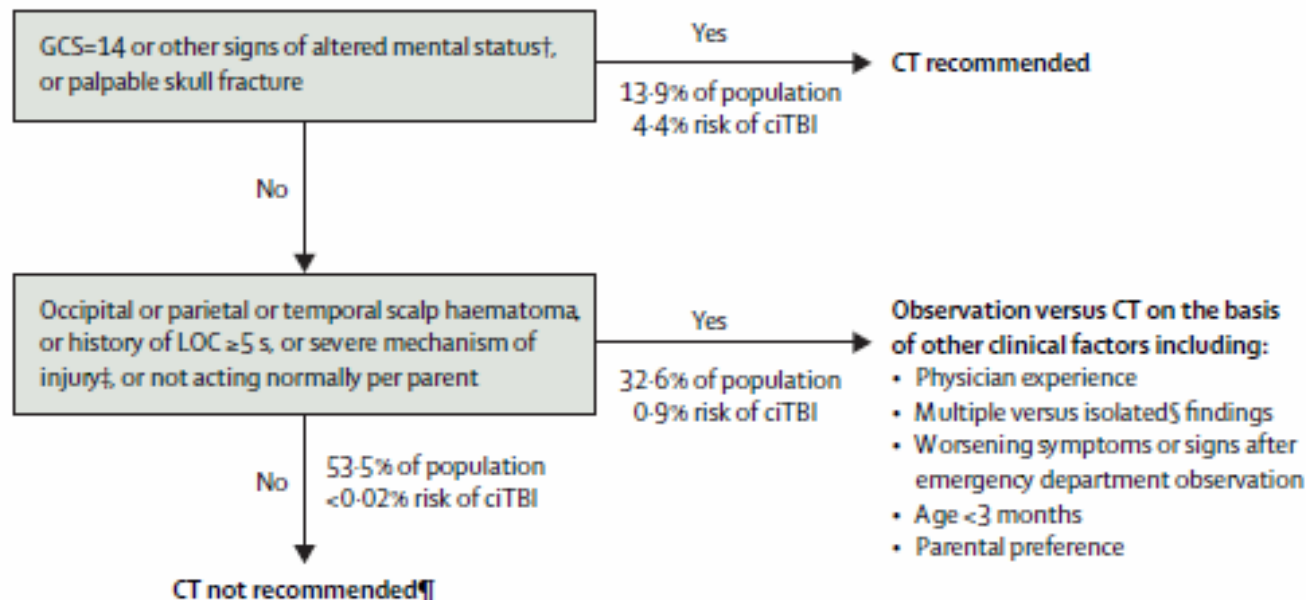 GCS=14 or other signs of altered mental status†,
or palpable skull fracture
Yes
13·9% of population
4·4% risk of ciTBI
CT recommended
No
Occipital or parietal or temporal scalp haematoma,
or history of LOC ≥5 s, or severe mechanism of
injury‡, or not acting normally per parent
Yes
32·6% of population
0·9% risk of ciTBI
Observation versus CT on the basis
of other clinical factors including:
• Physician experience
• Multiple versus isolated§ findings
• Worsening symptoms or signs after
emergency department observation
• Age <3 months
• Parental preference
No
53·5% of population
<0·02% risk of ciTBI
CT not recommended¶